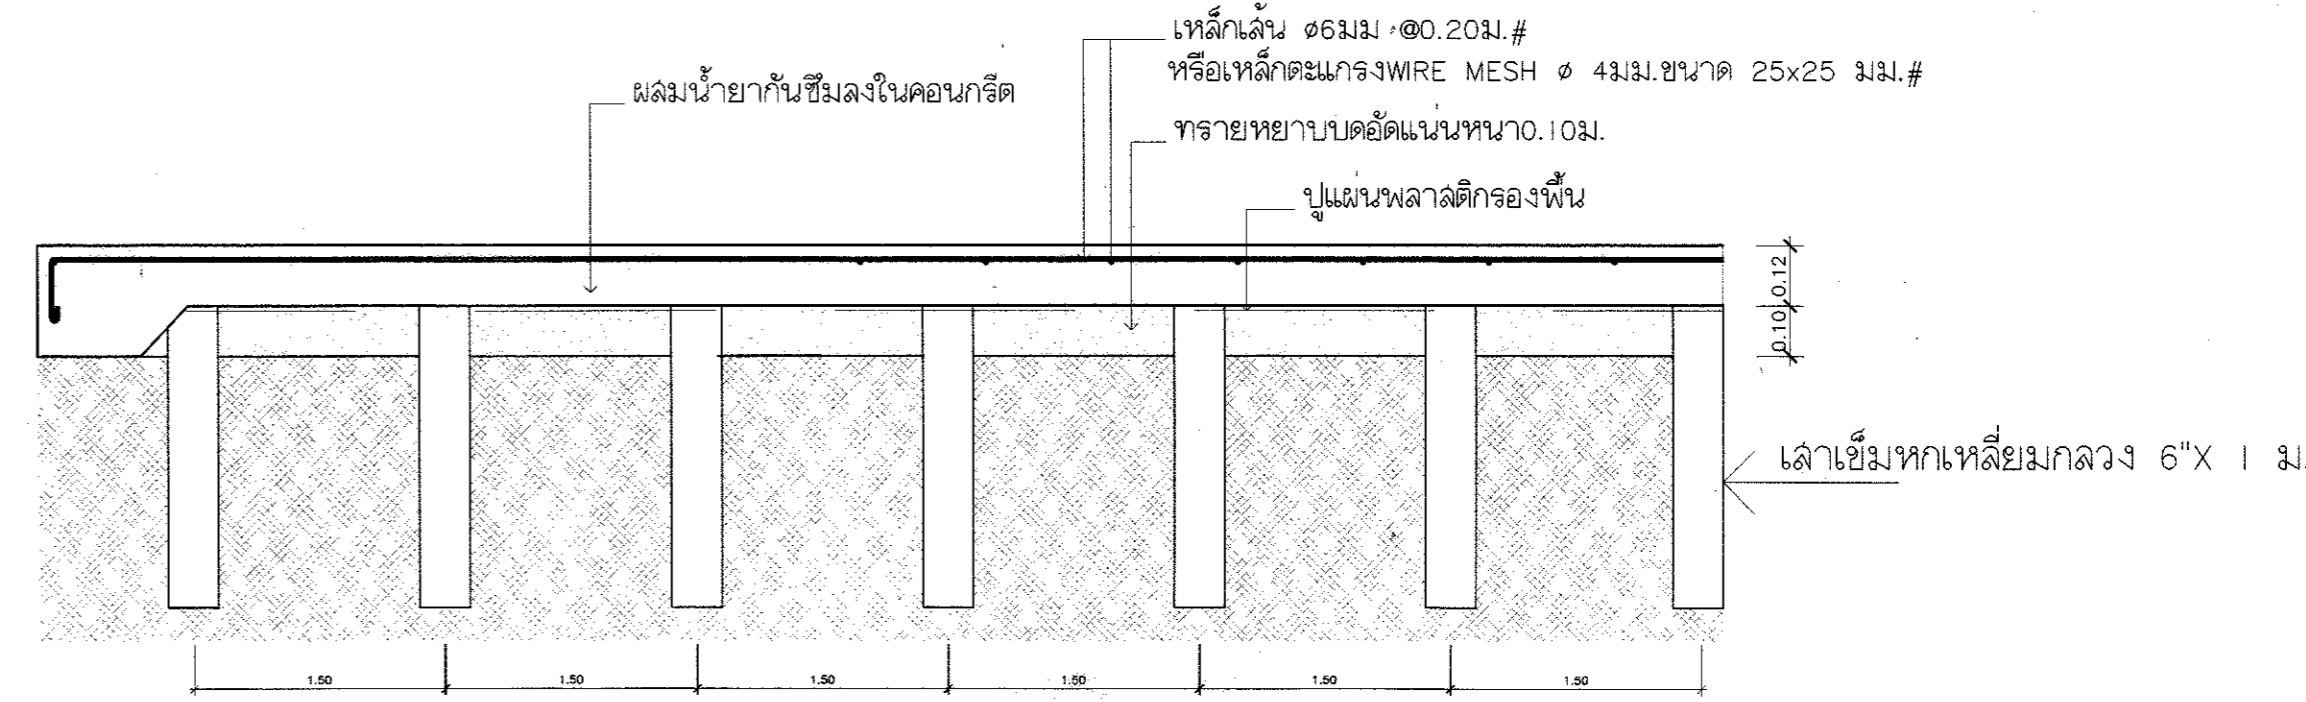 เหล็กเส้น ø6มม.@0.20ม.#
หรือเหล็กตะแกรงWIRE MESH ø 4มม.ขนาด 25x25 มม.#
ผสมน้ำยากันซึมลงในคอนกรีต
ทรายหยาบบดอัดแน่นหนา0.10ม.
ปูแผ่นพลาสติกรองพื้น
0.12
0.10
เสาเข็มหกเหลี่ยมกลวง 6"X 1 ม.
1.50 1.50 1.50 1.50 1.50 1.50